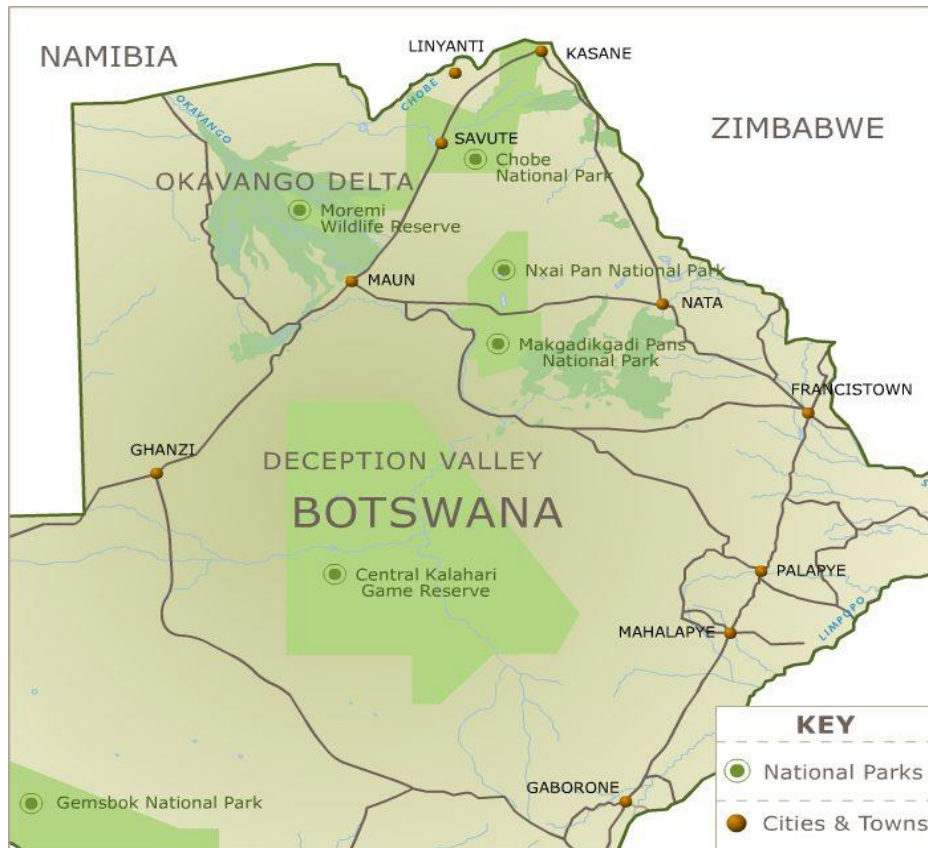 NAMIBIA
LINYANTI
KASANE
CHOBE
OKAVANGO
ZIMBABWE
SAVUTE
Chobe
National Park
OKAVANGO DELTA
Moremi
Wildlife Reserve
MAUN
Nxai Pan National Park
NATA
Makgadikgadi Pans
National Park
FRANCISTOWN
GHANZI
DECEPTION VALLEY
BOTSWANA
S
Central Kalahari
Game Reserve
PALAPYE
LIMPOPO
MAHALAPYE
KEY
National Parks
GABORONE
Gemsbok National Park
Cities & Towns